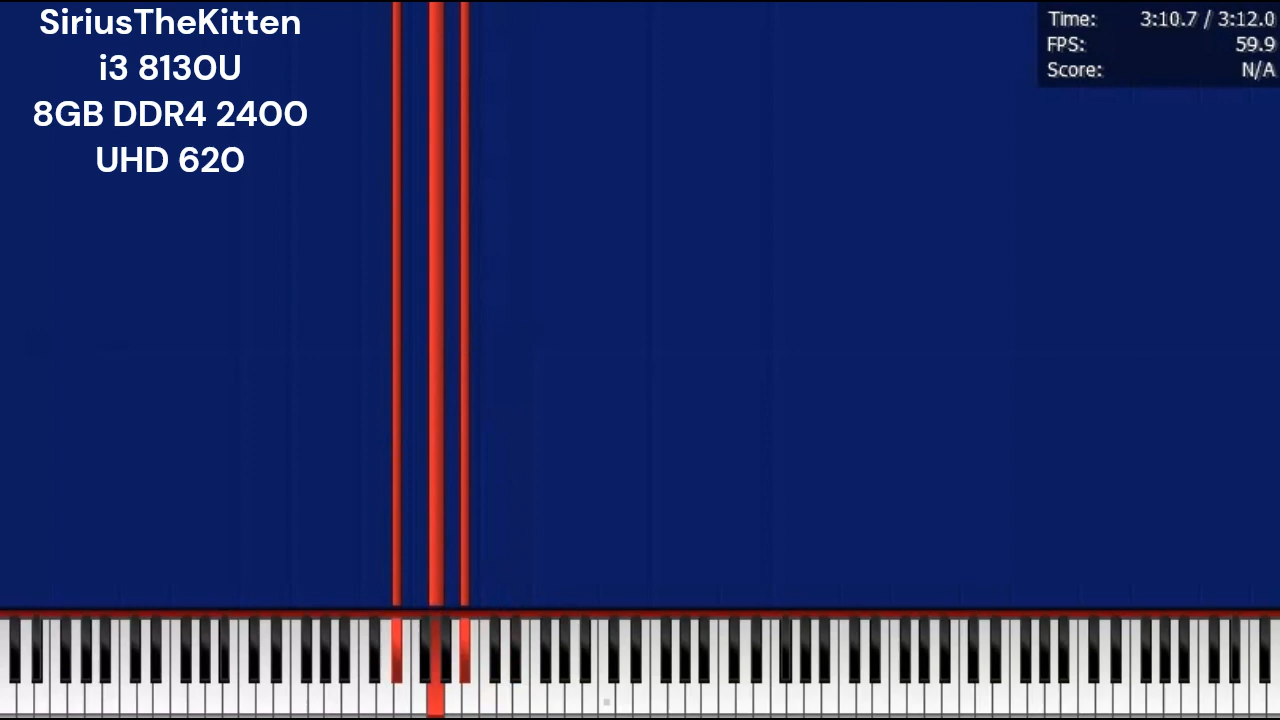 SiriusTheKitten
i3 8130U
8GB DDR4 2400
UHD 620
Time: 3:10.7 / 3:12.0
FPS: 59.9
Score: N/A